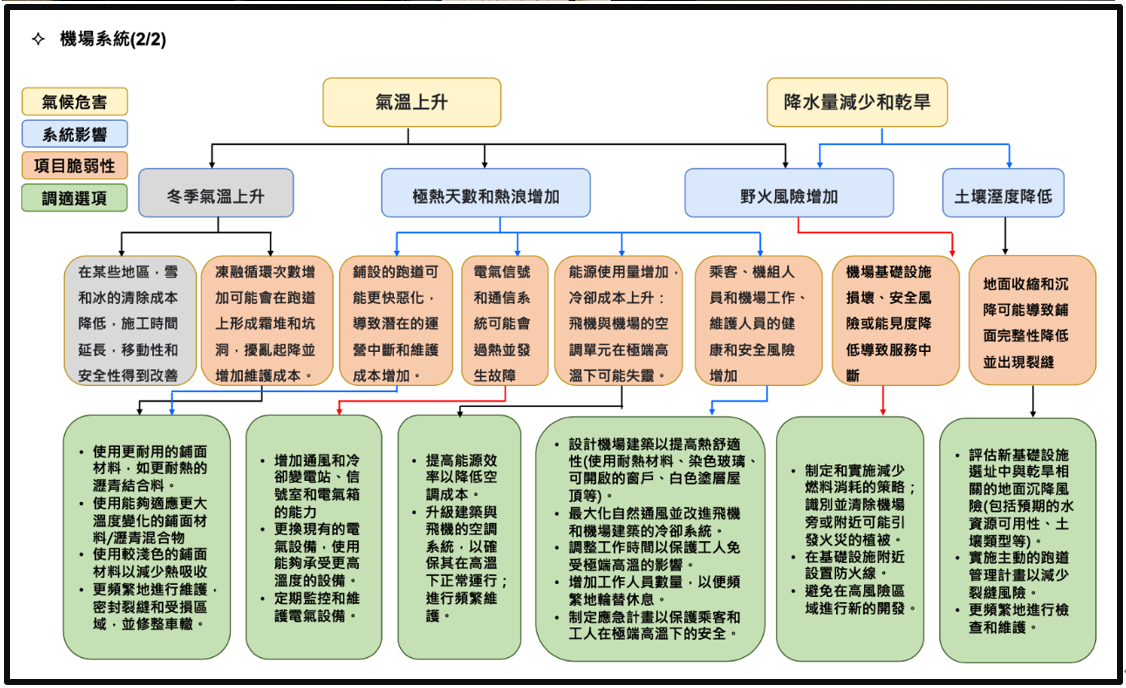 ✧ 機場系統(2/2)
氣候危害
系統影響
項目脆弱性
調適選項
氣溫上升
降水量減少和乾旱
冬季氣溫上升
極熱天數和熱浪增加
野火風險增加
土壤溼度降低
在某些地區，雪
和冰的清除成本
降低，施工時間
延長，移動性和
安全性得到改善
凍融循環次數增
加可能會在跑道
上形成霜堆和坑
洞，擾亂起降並
增加維護成本。
鋪設的跑道可
能更快惡化，
導致潛在的運
營中斷和維護
成本增加。
電氣信號
和通信系
統可能會
過熱並發
生故障
能源使用量增加，
冷卻成本上升：
飛機與機場的空
調單元在極端高
溫下可能失靈。
乘客、機組人
員和機場工作、
維護人員的健
康和安全風險
增加
機場基礎設施
損壞、安全風
險或能見度降
低導致服務中
斷
地面收縮和沉
降可能導致鋪
面完整性降低
並出現裂縫
• 使用更耐用的鋪面
材料，如更耐熱的
瀝青結合料。
• 使用能夠適應更大
溫度變化的鋪面材
料/瀝青混合物
• 使用較淺色的鋪面
材料以減少熱吸收
• 更頻繁地進行維護，
密封裂縫和受損區
域，並修整車轍。
• 增加通風和冷
卻變電站、信
號室和電氣箱
的能力
• 更換現有的電
氣設備，使用
能夠承受更高
溫度的設備。
• 定期監控和維
護電氣設備。
• 提高能源效
率以降低空
調成本。
• 升級建築與
飛機的空調
系統，以確
保其在高溫
下正常運行；
進行頻繁維
護。
• 設計機場建築以提高熱舒適
性(使用耐熱材料、染色玻璃、
可開啟的窗戶、白色塗層屋
頂等)。
• 最大化自然通風並改進飛機
和機場建築的冷卻系統。
• 調整工作時間以保護工人免
受極端高溫的影響。
• 增加工作人員數量，以便頻
繁地輪替休息。
• 制定應急計畫以保護乘客和
工人在極端高溫下的安全。
• 制定和實施減少
燃料消耗的策略；
識別並清除機場
旁或附近可能引
發火災的植被。
• 在基礎設施附近
設置防火線。
• 避免在高風險區
域進行新的開發。
• 評估新基礎設施
選址中與乾旱相
關的地面沉降風
險(包括預期的水
資源可用性、土
壤類型等)。
• 實施主動的跑道
管理計畫以減少
裂縫風險。
• 更頻繁地進行檢
查和維護。